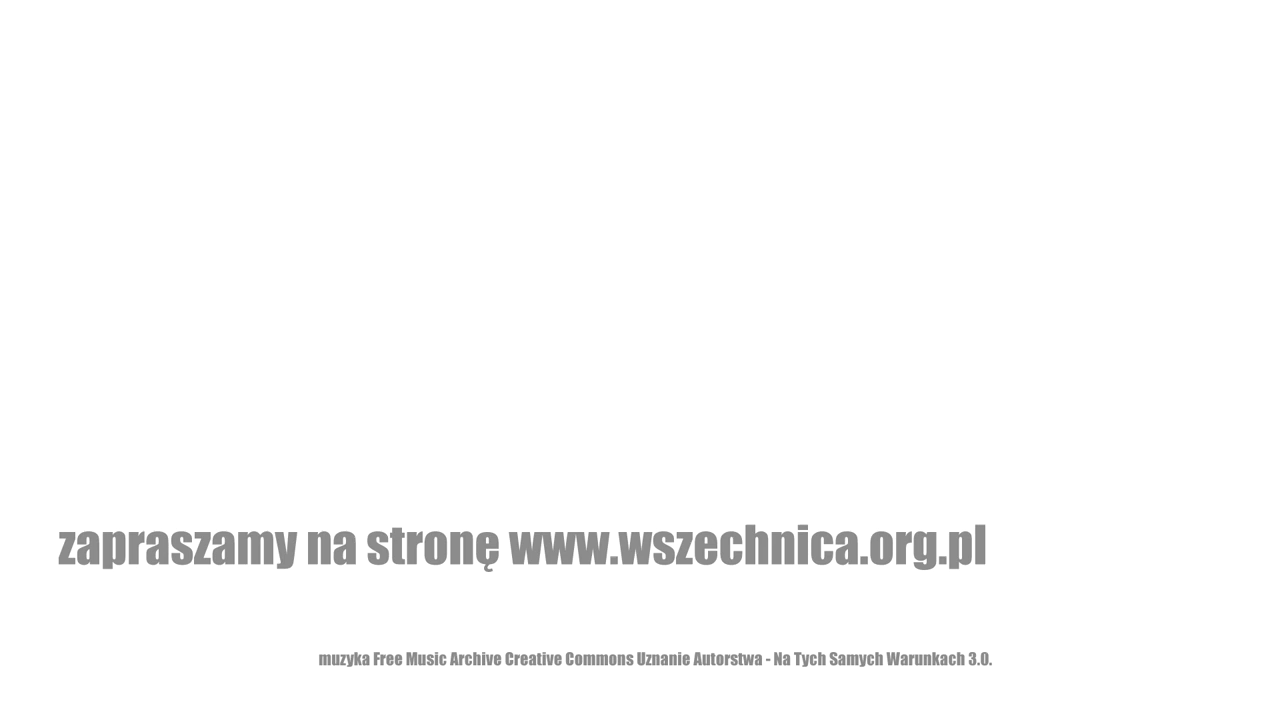 zapraszamy na stronę www.wszechnica.org.pl
muzyka Free Music Archive Creative Commons Uznanie Autorstwa - Na Tych Samych Warunkach 3.0.